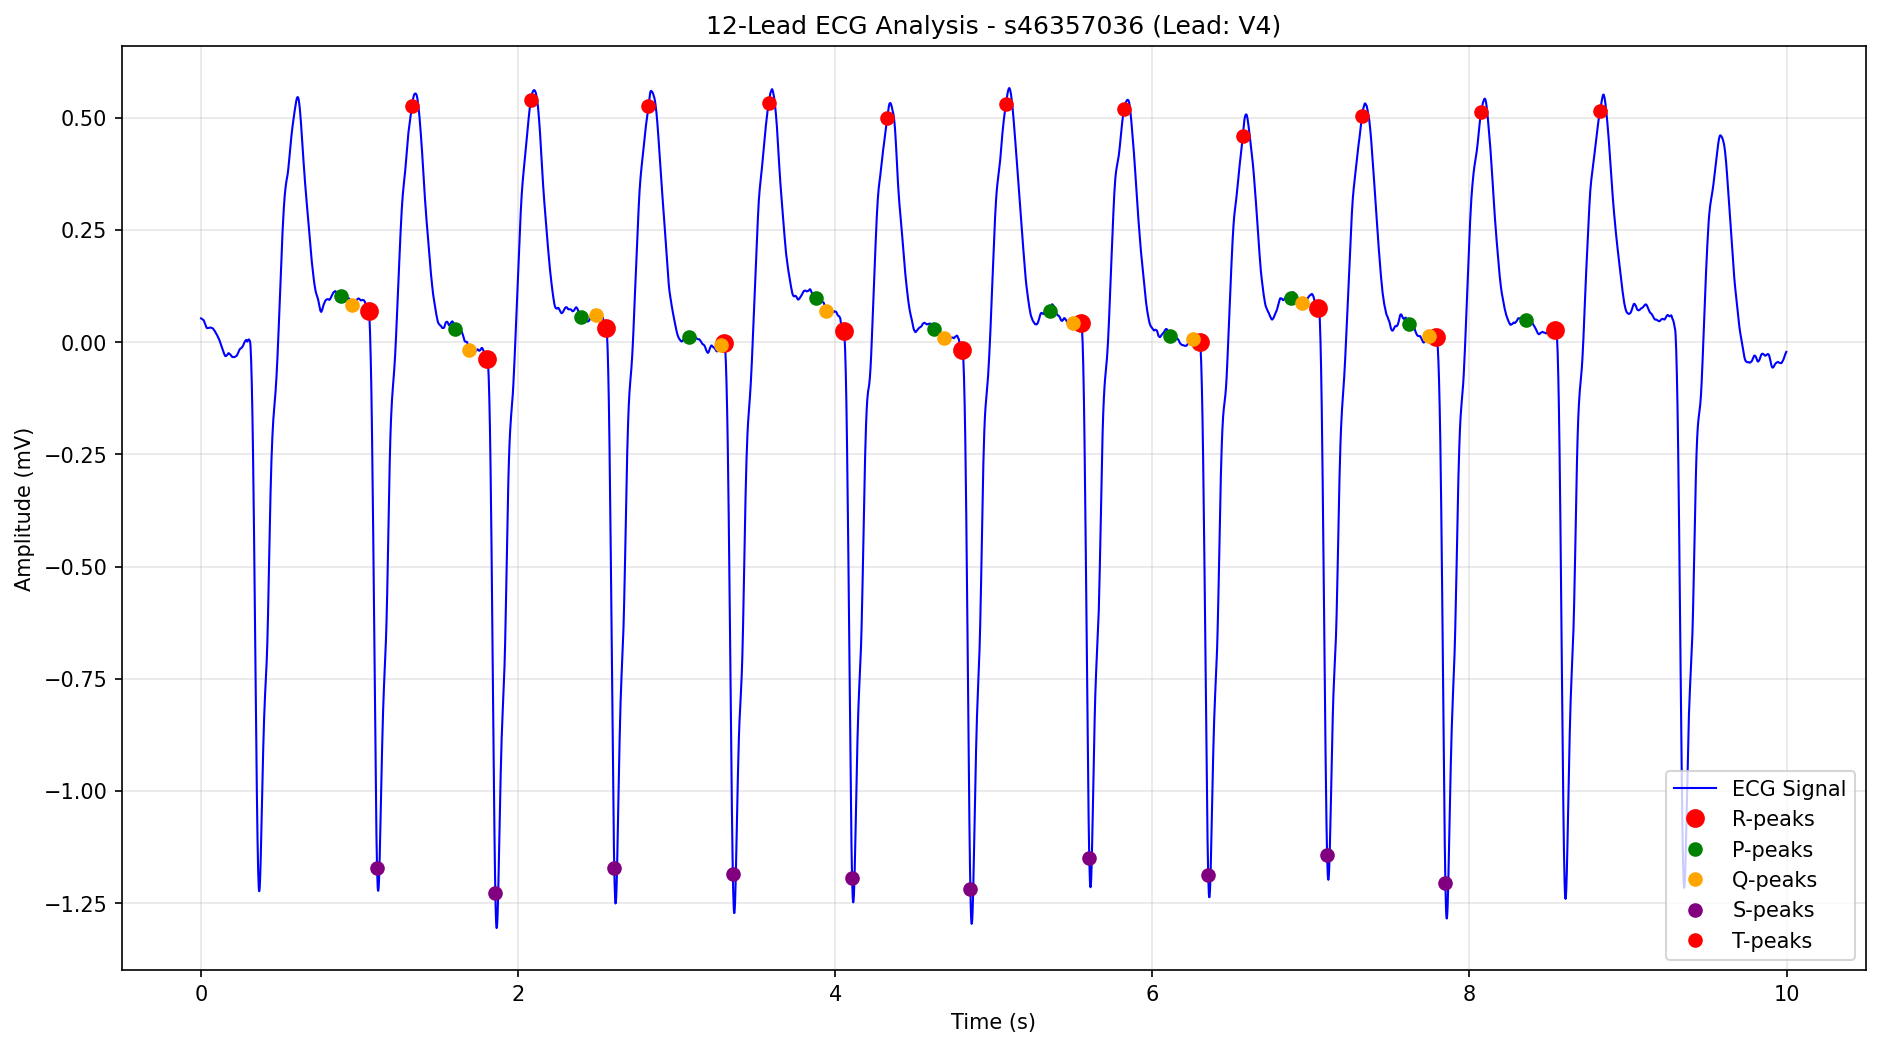 12-Lead ECG Analysis - s46357036 (Lead: V4)
Amplitude (mV)
0.50
0.25
0.00
−0.25
−0.50
−0.75
−1.00
−1.25
0 2 4 6 8 10
Time (s)
ECG Signal
R-peaks
P-peaks
Q-peaks
S-peaks
T-peaks